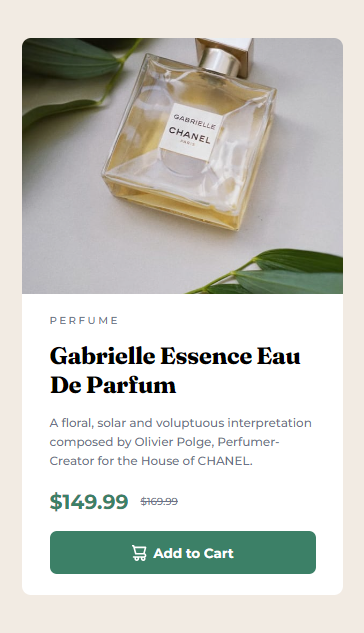 GABRIELLE
CHANEL
PARIS
PERFUME
Gabrielle Essence Eau
De Parfum
A floral, solar and voluptuous interpretation
composed by Olivier Polge, Perfumer-
Creator for the House of CHANEL.
$149.99 $169.99
Add to Cart